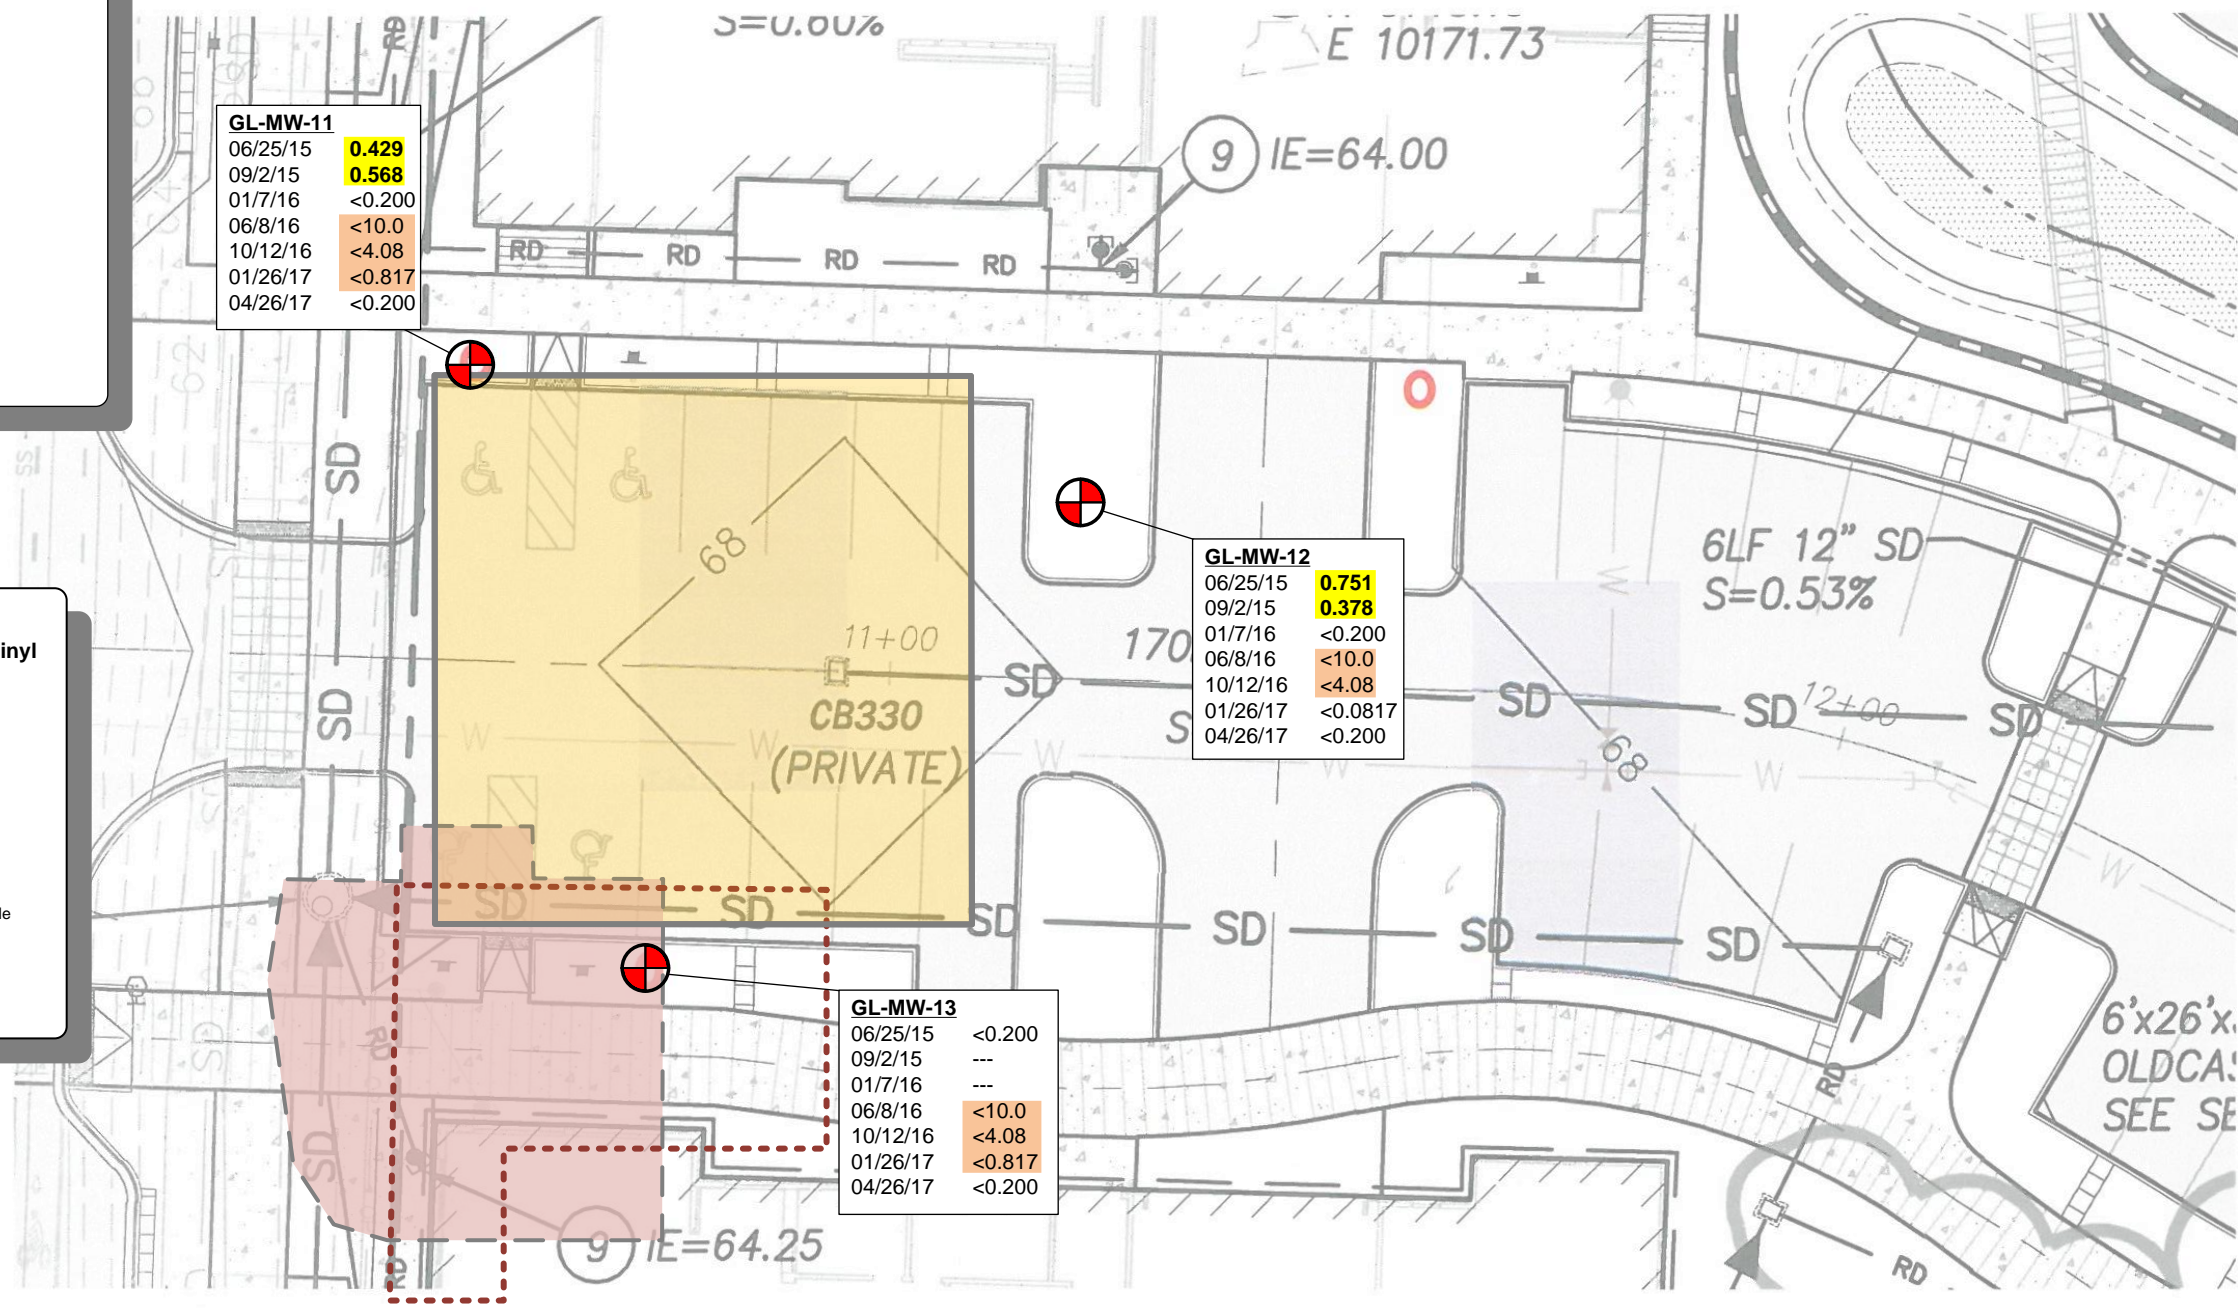 S=0.60%
E 10171.73
RD
GL-MW-11
06/25/15 0.429
09/2/15 0.568
01/7/16 <0.200
06/8/16 <10.0
10/12/16 <4.08
01/26/17 <0.817
04/26/17 <0.200
9 IE=64.00
RD RD RD RD
62
SD
68
GL-MW-12
06/25/15 0.751
09/2/15 0.378
01/7/16 <0.200
06/8/16 <10.0
10/12/16 <4.08
01/26/17 <0.0817
04/26/17 <0.200
6LF 12" SD
S=0.53%
inyl
11+00
170
SD
SD
SD
SD 12+00 SD
CB330
(PRIVATE)
S
W W W W W
68
W
W
le
SD SD SD SD SD SD
GL-MW-13
06/25/15 <0.200
09/2/15 ---
01/7/16 ---
06/8/16 <10.0
10/12/16 <4.08
01/26/17 <0.817
04/26/17 <0.200
6'x26'x
OLDCAS
SEE SE
RD
RD
SD
9 IE=64.25
RD
RD